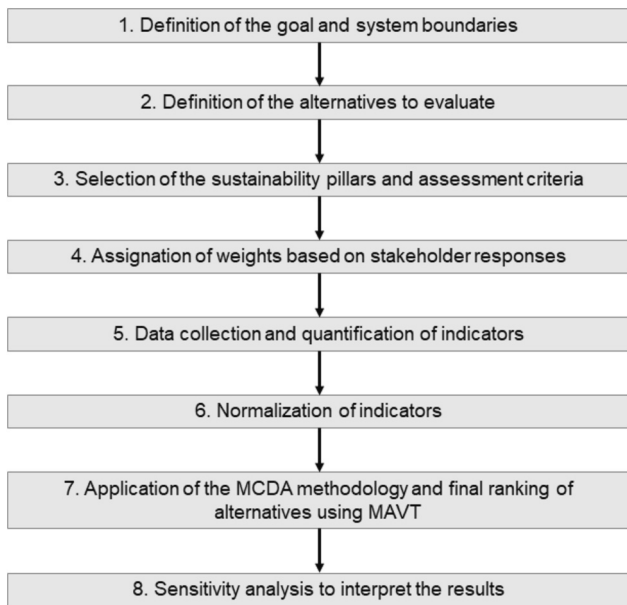 1. Definition of the goal and system boundaries
2. Definition of the alternatives to evaluate
3. Selection of the sustainability pillars and assessment criteria
4. Assignation of weights based on stakeholder responses
5. Data collection and quantification of indicators
6. Normalization of indicators
7. Application of the MCDA methodology and final ranking of
alternatives using MAVT
8. Sensitivity analysis to interpret the results